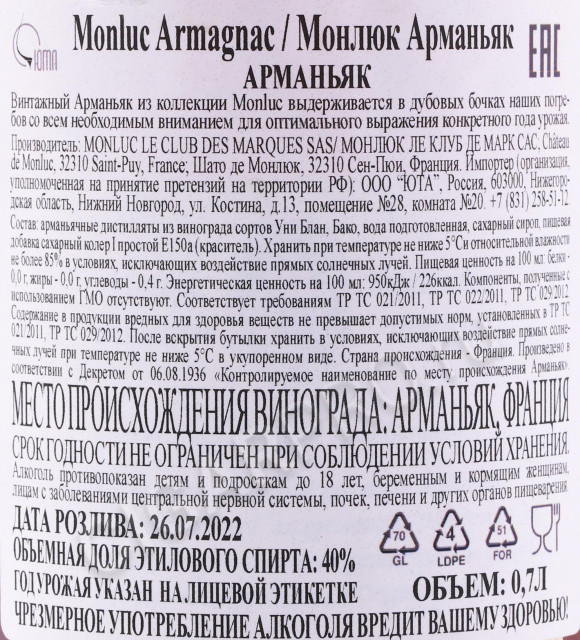 Monluc Armagnac / Монлюк Арманьяк
ЮТА
EAC
АРМАНЬЯК
Винтажный Арманьяк из коллекции Monluc выдерживается в дубовых бочках наших погре-
бов со всем необходимым вниманием для оптимального выражения конкретного года урожая.
Производитель: MONLUC LE CLUB DES MARQUES SAS/ МОНЛЮК ЛЕ КЛУБ ДЕ МАРК САС, Château
de Monluc, 32310 Saint-Puy, France; Шато де Монлюк, 32310 Сен-Пюи, Франция. Импортер (организация,
уполномоченная на принятие претензий на территории РФ): ООО "ЮТА", Россия, 603000, Нижегород-
ская область, Нижний Новгород, ул. Костина, д.13, помещение №28, комната №20. +7 (831) 258-51-12.
Состав: арманьячные дистилляты из винограда сортов Уни Блан, Бако, вода подготовленная, сахарный сироп, пищевая
добавка сахарный колер I простой Е150а (краситель). Хранить при температуре не ниже 5°Cи относительной влажности
не более 85% в условиях, исключающих воздействие прямых солнечных лучей. Пищевая ценность на 100 мл: белки -
0,0 г, жиры - 0,0 г, углеводы - 0,4 г. Энергетическая ценность на 100 мл: 950кДж / 226ккал. Компоненты, полученные с
использованием ГМО отсутствуют. Соответствует требованиям ТР ТС 021/2011, ТР ТС 022/2011, ТР ТС 029/2012.
Содержание в продукции вредных для здоровья веществ не превышает допустимых норм, установленных в ТР ТС
021/2011, ТР ТС 029/2012. После вскрытия бутылки хранить в условиях, исключающих воздействие прямых солне-
чных лучей при температуре не ниже 5°C в укупоренном виде. Страна происхождения - Франция. Произведено в
соответствии с Декретом от 06.08.1936 «Контролируемое наименование по месту происхождения Арманьяк».
МЕСТО ПРОИСХОЖДЕНИЯ ВИНОГРАДА: АРМАНЬЯК, ФРАНЦИЯ
СРОК ГОДНОСТИ НЕ ОГРАНИЧЕН ПРИ СОБЛЮДЕНИИ УСЛОВИЙ ХРАНЕНИЯ.
Алкоголь противопоказан детям и подросткам до 18 лет, беременным и кормящим женщинам,
лицам с заболеваниями центральной нервной системы, почек, печени и других органов пищеварения.
ДАТА РОЗЛИВА: 26.07.2022
ОБЪЕМНАЯ ДОЛЯ ЭТИЛОВОГО СПИРТА: 40%
70
GL
4
LDPE
51
FOR
ГОД УРОЖАЯ УКАЗАН НА ЛИЦЕВОЙ ЭТИКЕТКЕ
ОБЪЕМ: 0,7Л
ЧРЕЗМЕРНОЕ УПОТРЕБЛЕНИЕ АЛКОГОЛЯ ВРЕДИТ ВАШЕМУ ЗДОРОВЬЮ!